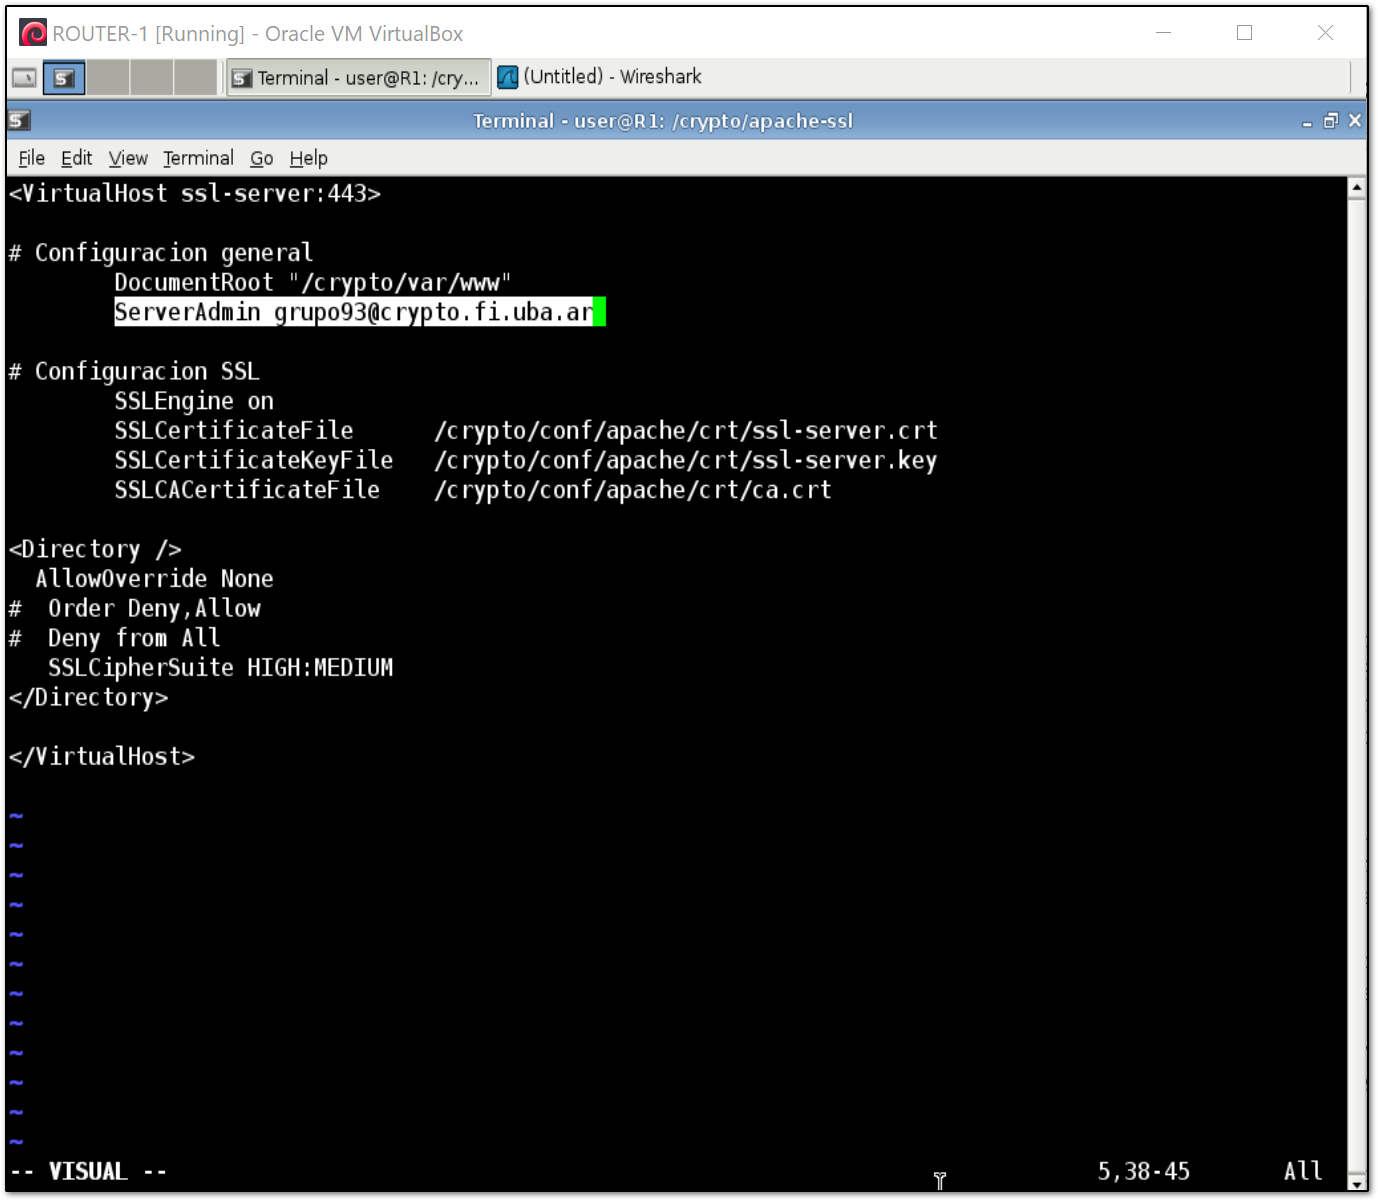 ROUTER-1 [Running] - Oracle VM VirtualBox
Terminal - user@R1: /cry... (Untitled) - Wireshark
Terminal - user@R1: /crypto/apache-ssl
File Edit View Terminal Go Help
<VirtualHost ssl-server:443>
# Configuracion general
DocumentRoot "/crypto/var/www"
ServerAdmin grupo93@crypto.fi.uba.ar
# Configuracion SSL
SSLEngine on
SSLCertificateFile /crypto/conf/apache/crt/ssl-server.crt
SSLCertificateKeyFile /crypto/conf/apache/crt/ssl-server.key
SSLCACertificateFile /crypto/conf/apache/crt/ca.crt
<Directory />
AllowOverride None
# Order Deny,Allow
# Deny from All
SSLCipherSuite HIGH:MEDIUM
</Directory>
</VirtualHost>
~
~
~
~
~
~
~
~
~
~
~
~
-- VISUAL -- 5,38-45 All